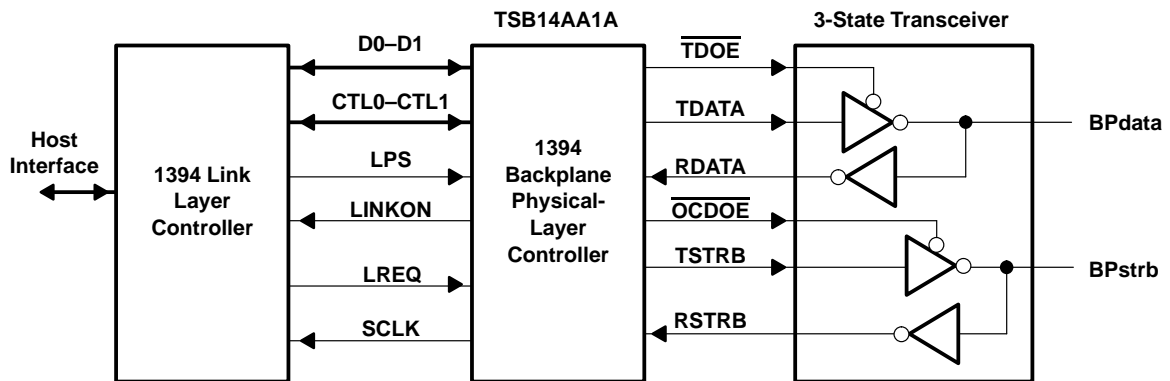 TSB14AA1A
3-State Transceiver
D0–D1
TDOE
CTL0–CTL1
TDATA
BPdata
Host
Interface
1394 Link
Layer
Controller
LPS
1394
Backplane
Physical-
Layer
Controller
RDATA
LINKON
OCDOE
TSTRB
BPstrb
LREQ
SCLK
RSTRB